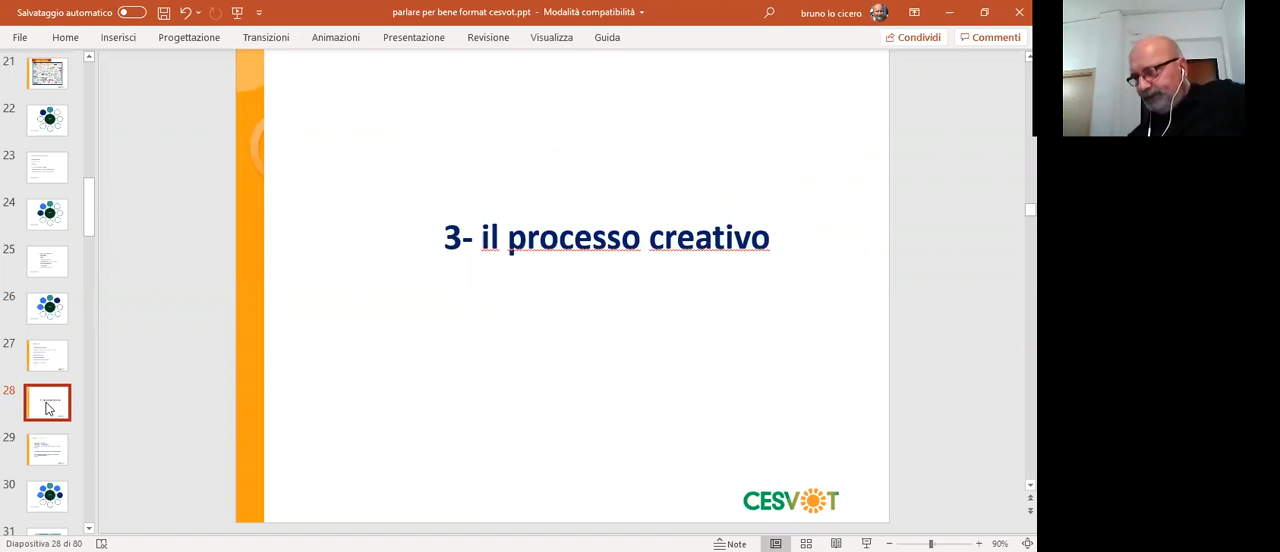 Salvataggio automatico
parlare per bene format cesvot.ppt - Modalità compatibilità
bruno lo cicero
File Home Inserisci Progettazione Transizioni Animazioni Presentazione Revisione Visualizza Guida
Condividi Commenti
21
22
23
24
25
26
27
28
29
30
31
3- il processo creativo
CESVOT
Diapositiva 28 di 80
Note
90%